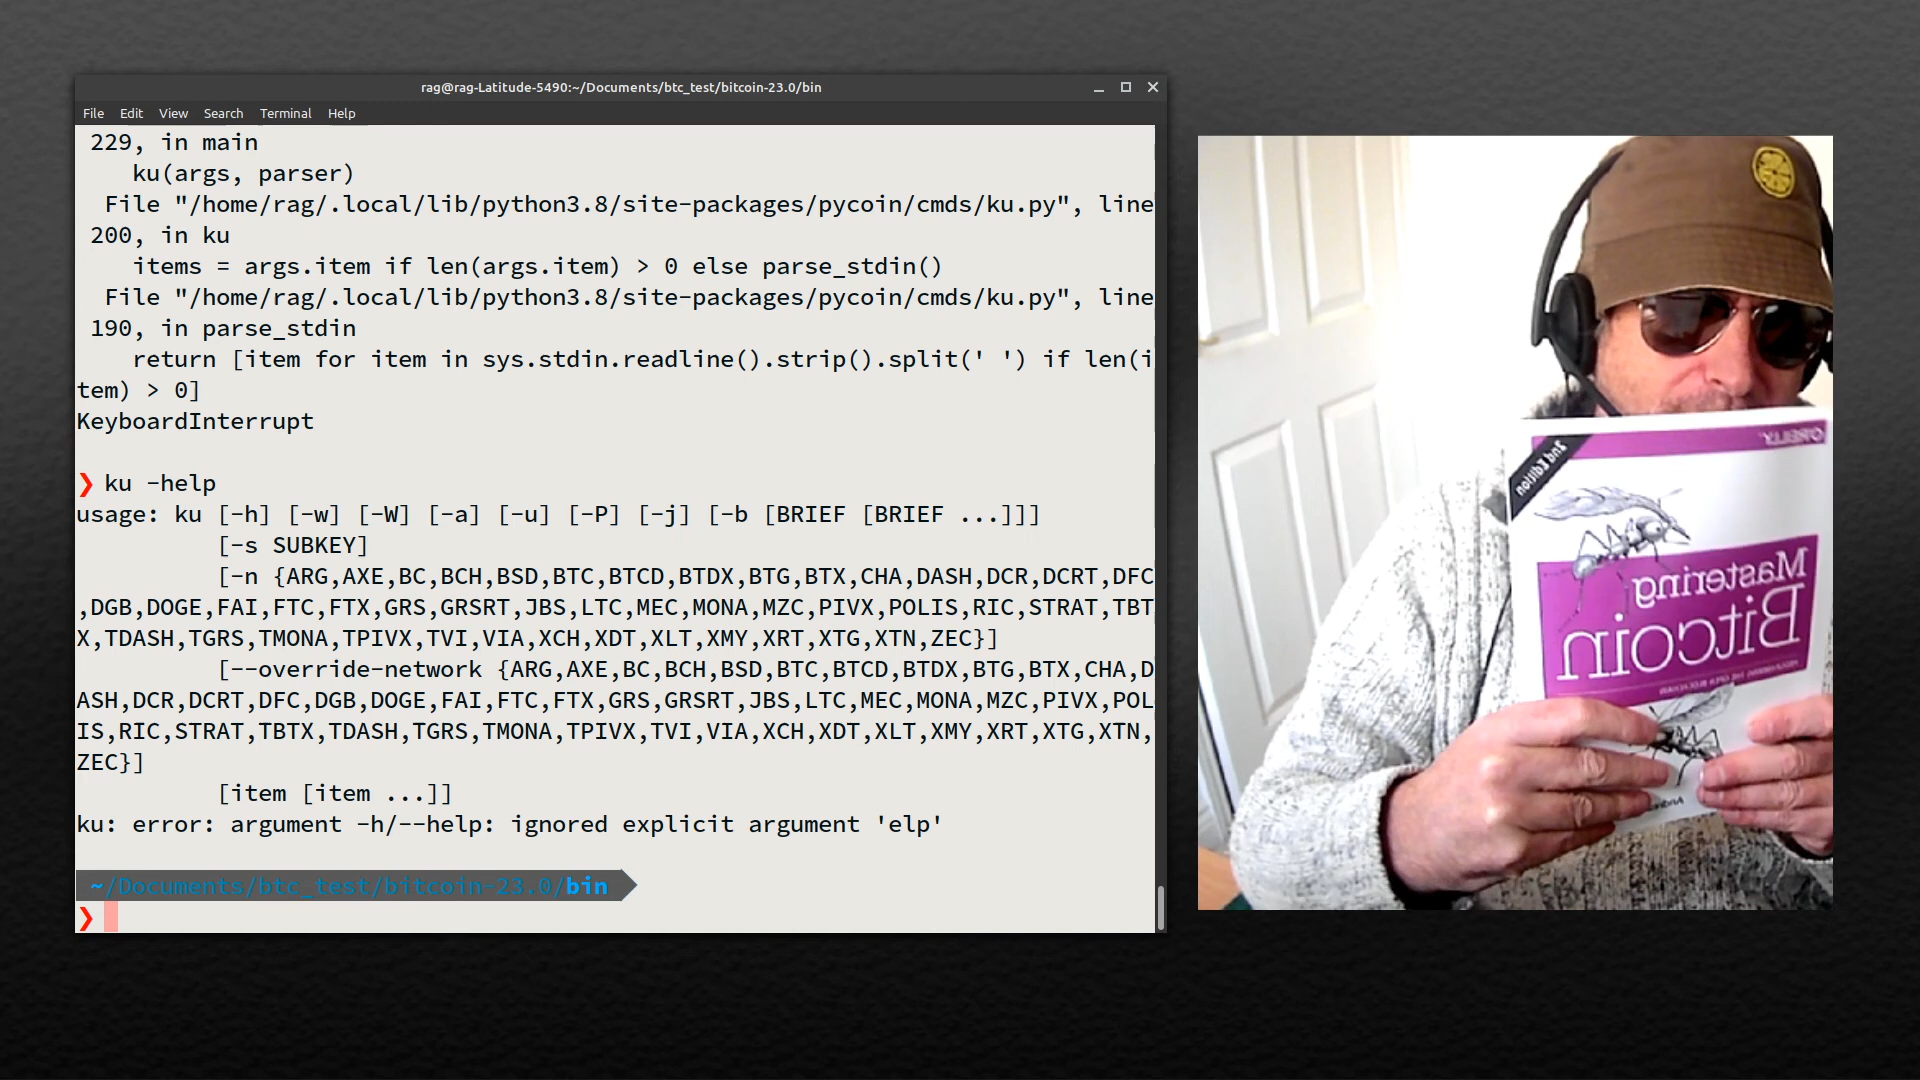 rag@rag-Latitude-5490:~/Documents/btc_test/bitcoin-23.0/bin
File Edit View Search Terminal Help
229, in main
ku(args, parser)
File "/home/rag/.local/lib/python3.8/site-packages/pycoin/cmds/ku.py", line
200, in ku
items = args.item if len(args.item) > 0 else parse_stdin()
File "/home/rag/.local/lib/python3.8/site-packages/pycoin/cmds/ku.py", line
190, in parse_stdin
return [item for item in sys.stdin.readline().strip().split(' ') if len(i
tem) > 0]
KeyboardInterrupt
❯ ku -help
usage: ku [-h] [-w] [-W] [-a] [-u] [-P] [-j] [-b [BRIEF [BRIEF ...]]]
[-s SUBKEY]
[-n {ARG,AXE,BC,BCH,BSD,BTC,BTCD,BTDX,BTG,BTX,CHA,DASH,DCR,DCRT,DFC
,DGB,DOGE,FAI,FTC,FTX,GRS,GRSRT,JBS,LTC,MEC,MONA,MZC,PIVX,POLIS,RIC,STRAT,TBT
X,TDASH,TGRS,TMONA,TPIVX,TVI,VIA,XCH,XDT,XLT,XMY,XRT,XTG,XTN,ZEC}]
[--override-network {ARG,AXE,BC,BCH,BSD,BTC,BTCD,BTDX,BTG,BTX,CHA,D
ASH,DCR,DCRT,DFC,DGB,DOGE,FAI,FTC,FTX,GRS,GRSRT,JBS,LTC,MEC,MONA,MZC,PIVX,POL
IS,RIC,STRAT,TBTX,TDASH,TGRS,TMONA,TPIVX,TVI,VIA,XCH,XDT,XLT,XMY,XRT,XTG,XTN,
ZEC}]
[item [item ...]]
ku: error: argument -h/--help: ignored explicit argument 'elp'
~/Documents/btc_test/bitcoin-23.0/bin
❯
O'REILLY
2nd Edition
Mastering
Bitcoin